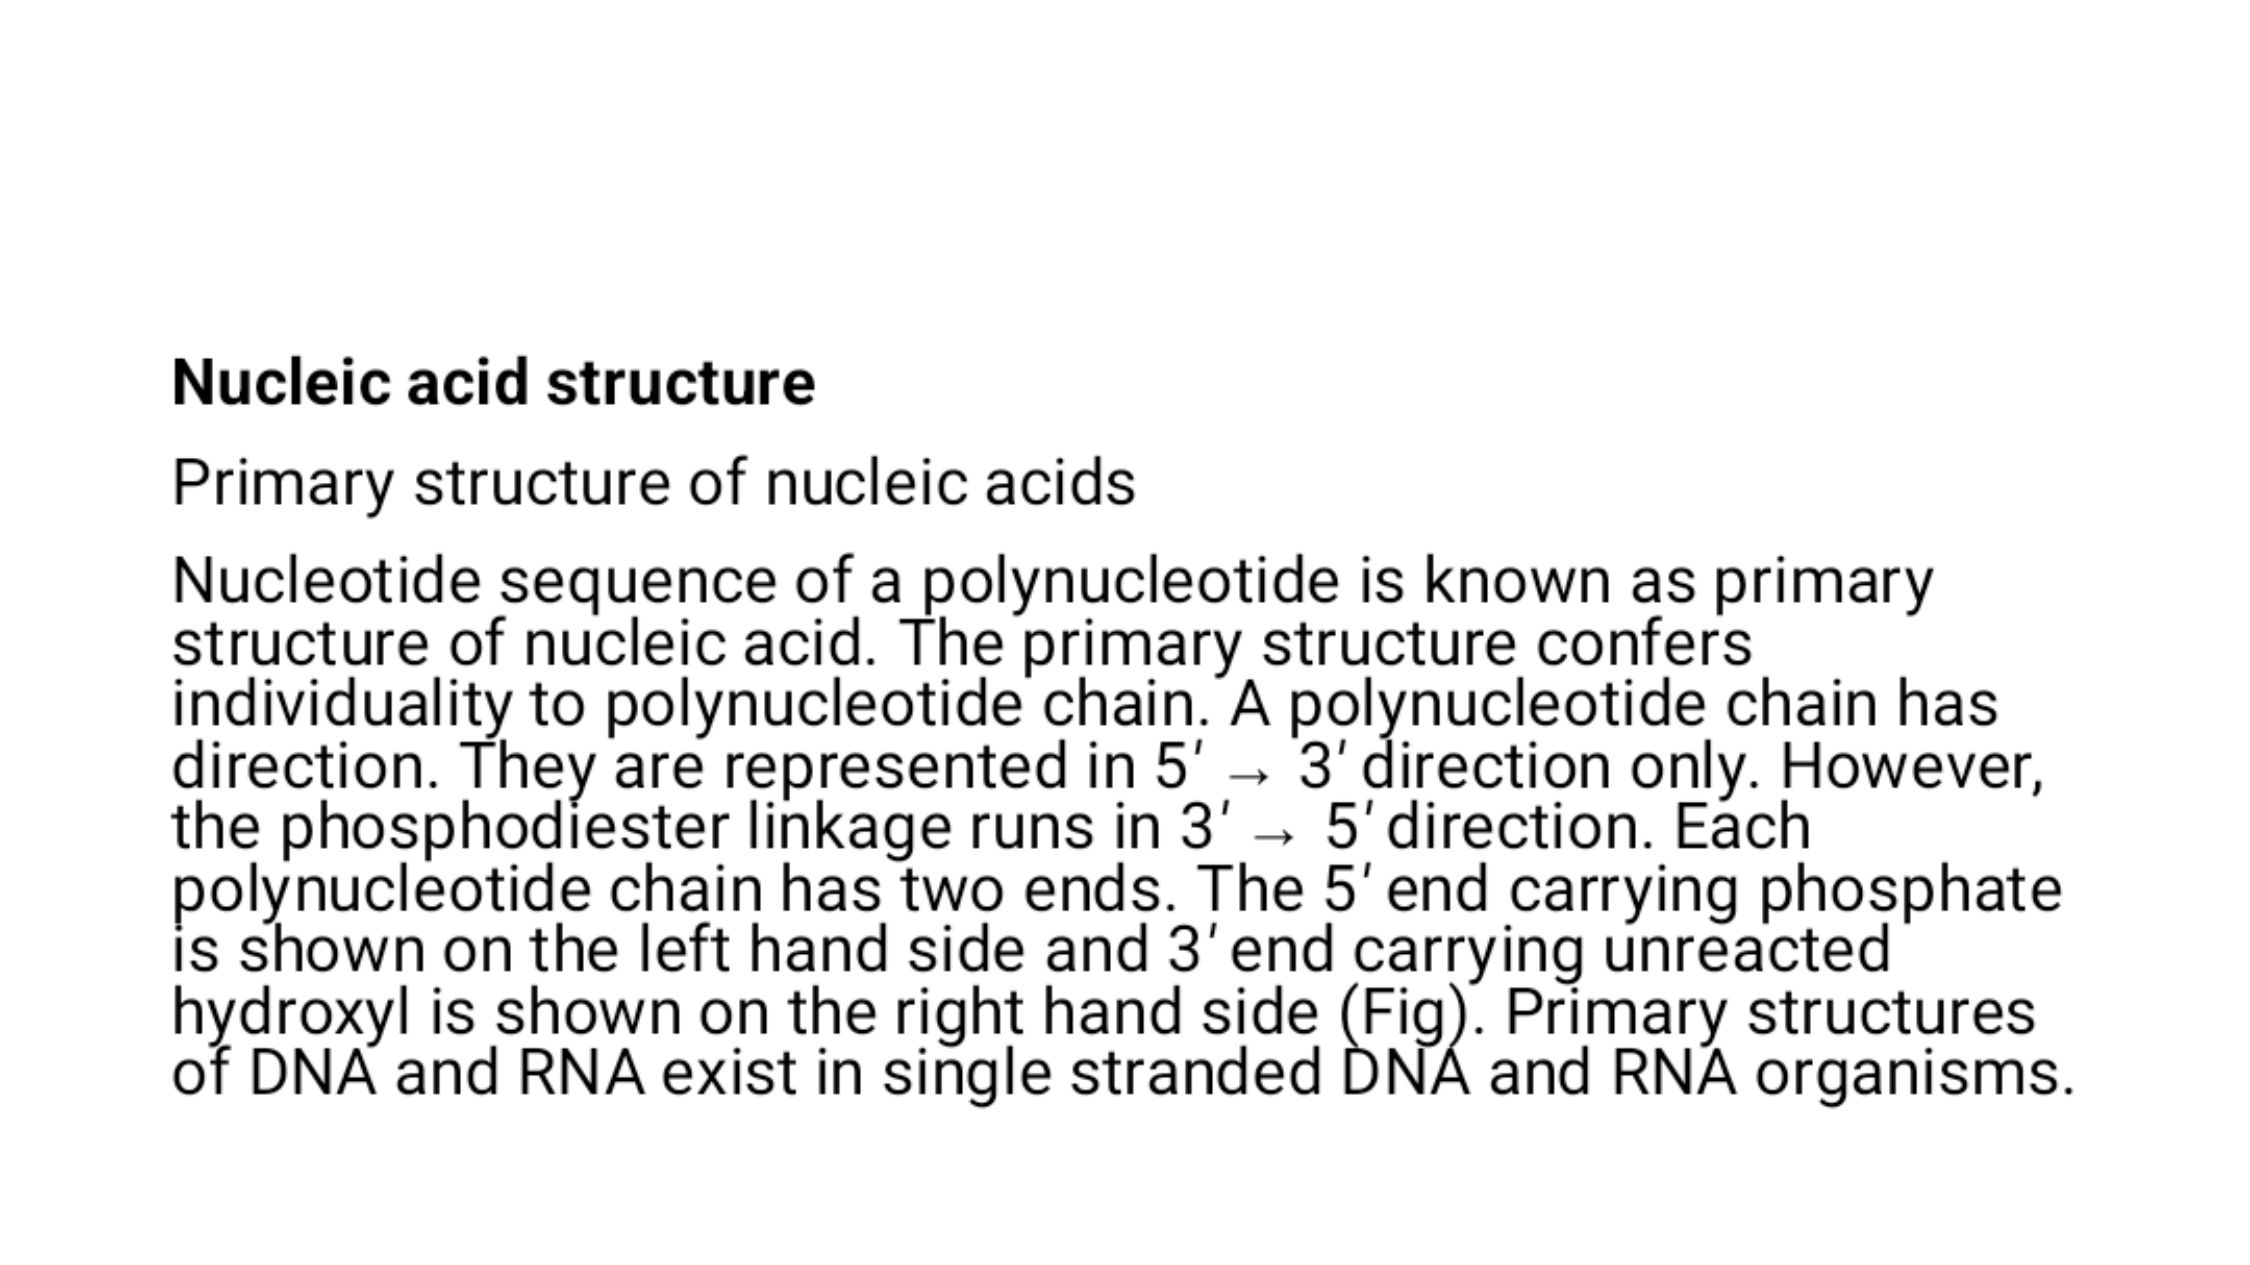 Nucleic acid structure
Primary structure of nucleic acids
Nucleotide sequence of a polynucleotide is known as primary
structure of nucleic acid. The primary structure confers
individuality to polynucleotide chain. A polynucleotide chain has
direction. They are represented in 5′ → 3′ direction only. However,
the phosphodiester linkage runs in 3′ → 5′ direction. Each
polynucleotide chain has two ends. The 5′ end carrying phosphate
is shown on the left hand side and 3′ end carrying unreacted
hydroxyl is shown on the right hand side (Fig). Primary structures
of DNA and RNA exist in single stranded DNA and RNA organisms.